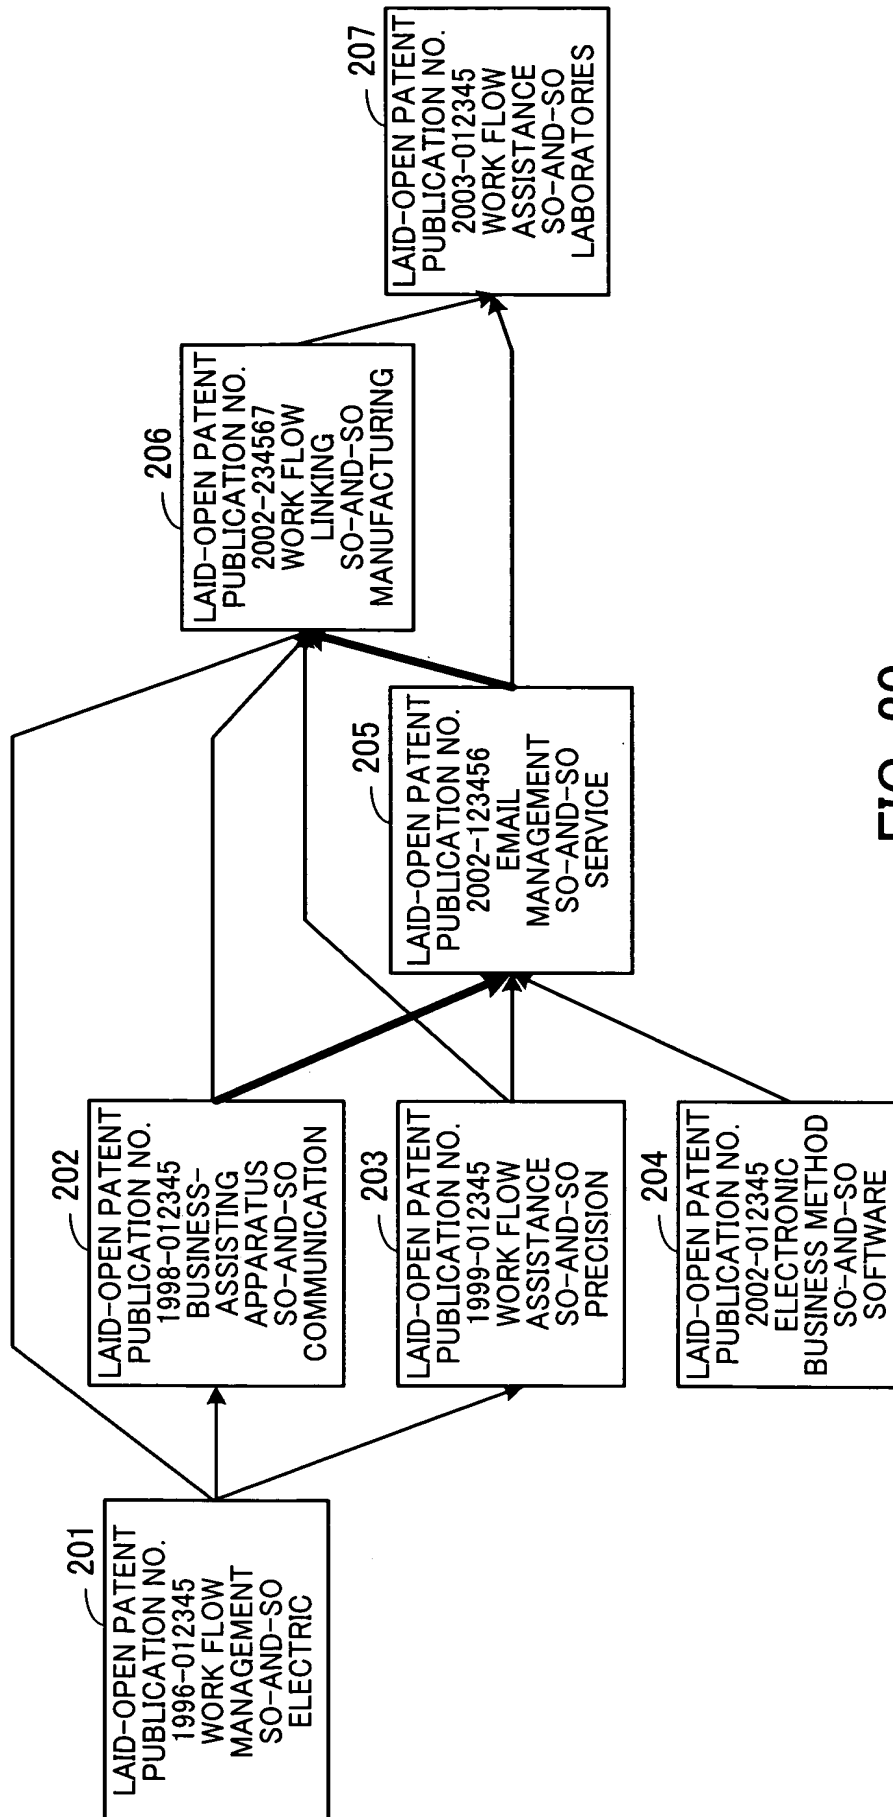 201
LAID-OPEN PATENT
PUBLICATION NO.
1996-012345
WORK FLOW
MANAGEMENT
SO-AND-SO
ELECTRIC
202
LAID-OPEN PATENT
PUBLICATION NO.
1998-012345
BUSINESS-
ASSISTING
APPARATUS
SO-AND-SO
COMMUNICATION
203
LAID-OPEN PATENT
PUBLICATION NO.
1999-012345
WORK FLOW
ASSISTANCE
SO-AND-SO
PRECISION
204
LAID-OPEN PATENT
PUBLICATION NO.
2002-012345
ELECTRONIC
BUSINESS METHOD
SO-AND-SO
SOFTWARE
205
LAID-OPEN PATENT
PUBLICATION NO.
2002-123456
EMAIL
MANAGEMENT
SO-AND-SO
SERVICE
206
LAID-OPEN PATENT
PUBLICATION NO.
2002-234567
WORK FLOW
LINKING
SO-AND-SO
MANUFACTURING
207
LAID-OPEN PATENT
PUBLICATION NO.
2003-012345
WORK FLOW
ASSISTANCE
SO-AND-SO
LABORATORIES
FIG.